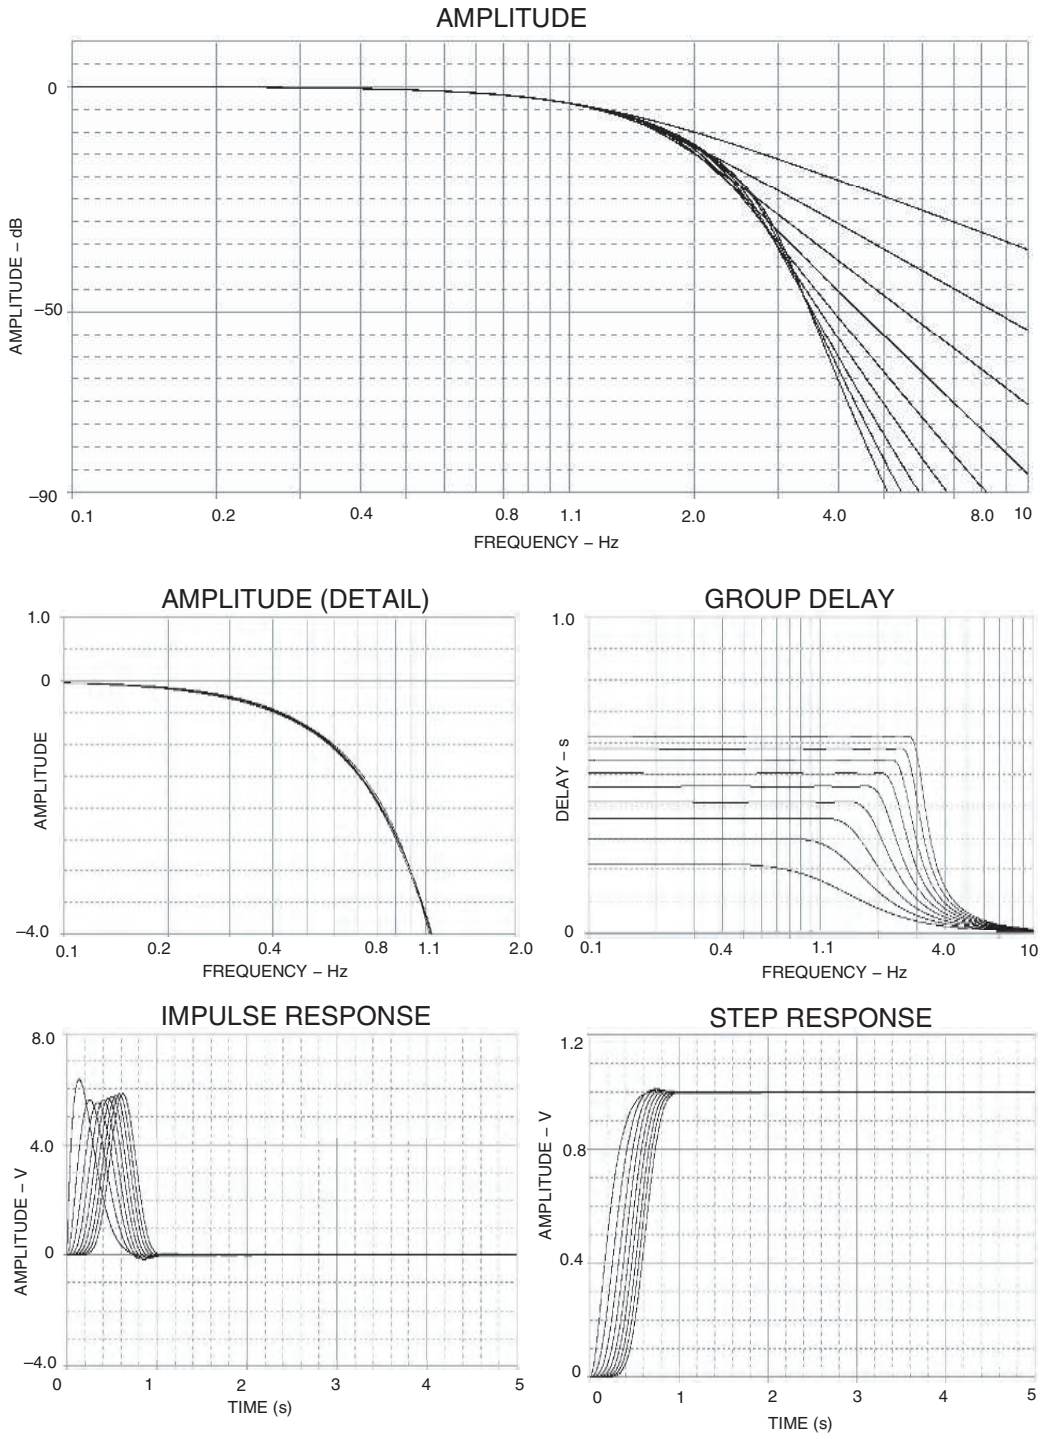 AMPLITUDE
0
–50
–90
AMPLITUDE – dB
0.1 0.2 0.4 0.8 1.1 2.0 4.0 8.0 10
FREQUENCY – Hz
AMPLITUDE (DETAIL)
1.0
0
–4.0
AMPLITUDE
0.1 0.2 0.4 0.8 1.1 2.0
FREQUENCY – Hz
GROUP DELAY
1.0
0
DELAY – s
0.1 0.4 1.1 4.0 10
FREQUENCY – Hz
IMPULSE RESPONSE
8.0
4.0
0
–4.0
AMPLITUDE – V
0 1 2 3 4 5
TIME (s)
STEP RESPONSE
1.2
0.8
0.4
0
AMPLITUDE – V
0 1 2 3 4 5
TIME (s)